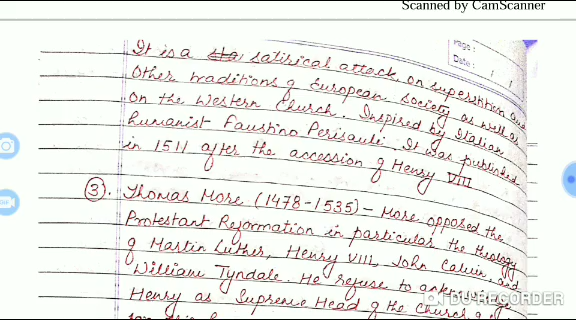 Scanned by CamScanner
Page :
Date : / /
It is a sta satirical attack on superstition and
Other traditions of European society as well as
on the Western Church. Inspired by Italian
humanist Faustino Perisauli. It was published
in 1511 after the accession of Henry VIII
3. Thomas More (1478-1535) - More opposed the
Protestant Reformation in particular the theology
of Martin Luther, Henry VIII, John Calvin, and
William Tyndale. He refuse to
Henry as Supreme Head of the Church of
DU RECORDER